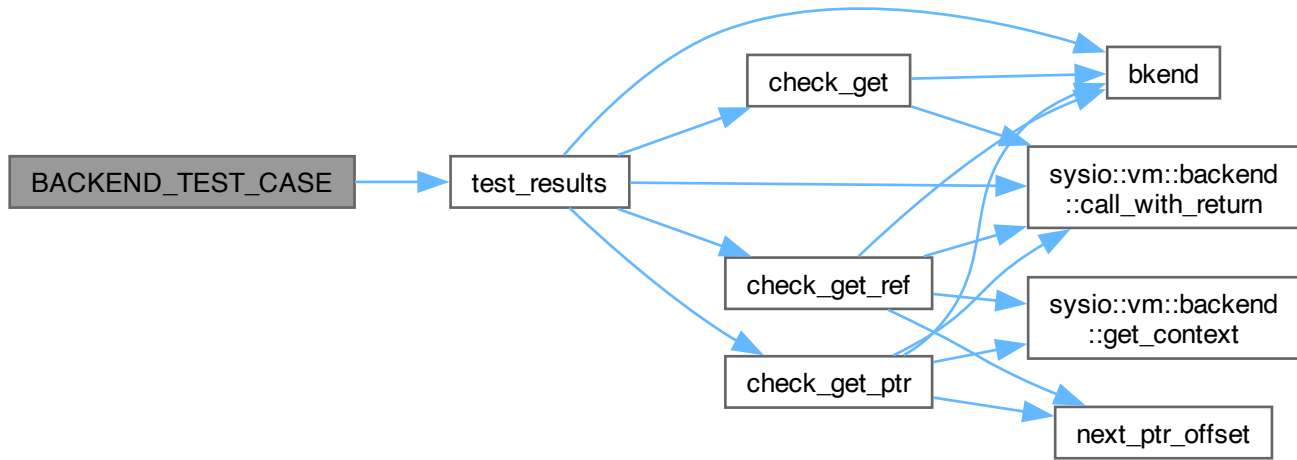 BACKEND_TEST_CASE
test_results
check_get
check_get_ref
check_get_ptr
bkend
sysio::vm::backend
::call_with_return
sysio::vm::backend
::get_context
next_ptr_offset